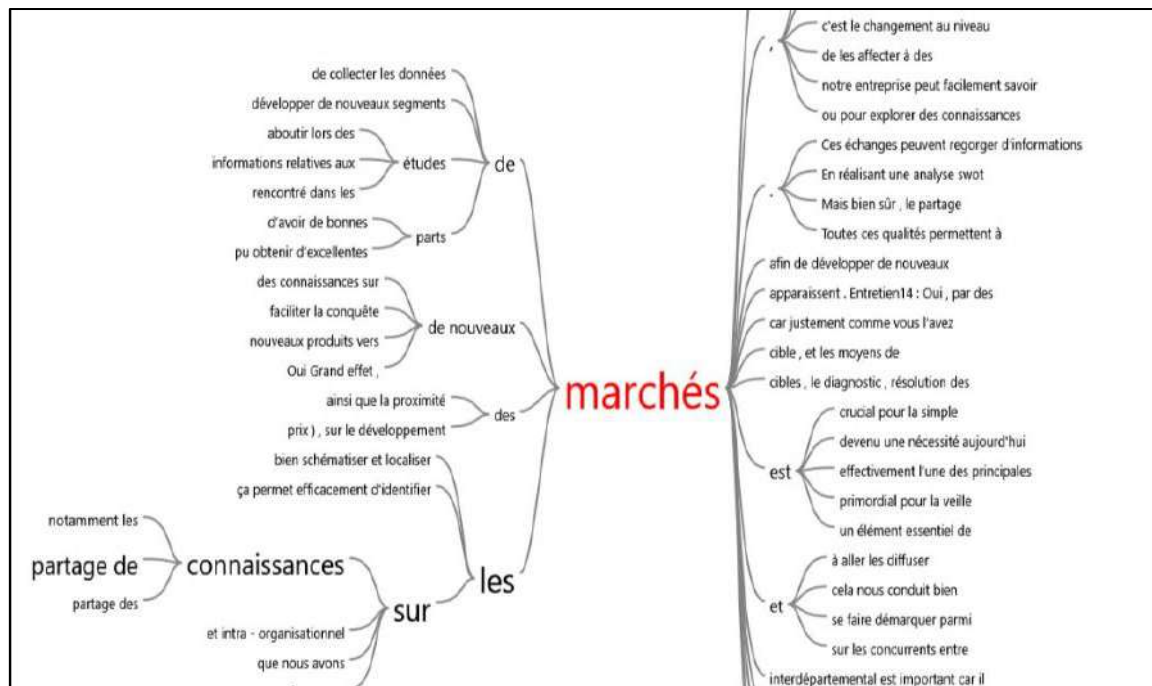 de collecter les données
développer de nouveaux segments
aboutir lors des
informations relatives aux
rencontré dans les
études
d'avoir de bonnes
pu obtenir d'excellentes
parts
de
des connaissances sur
faciliter la conquête
nouveaux produits vers
Oui Grand effet ,
de nouveaux
ainsi que la proximité
prix ) , sur le développement
des
bien schématiser et localiser
ça permet efficacement d'identifier
notamment les
partage de
partage des
connaissances
et intra - organisationnel
que nous avons
sur
les
marchés
,
c'est le changement au niveau
de les affecter à des
notre entreprise peut facilement savoir
ou pour explorer des connaissances
.
Ces échanges peuvent regorger d'informations
En réalisant une analyse swot
Mais bien sûr , le partage
Toutes ces qualités permettent à
afin de développer de nouveaux
apparaissent . Entretien14 : Oui , par des
car justement comme vous l'avez
cible , et les moyens de
cibles , le diagnostic , résolution des
est
crucial pour la simple
devenu une nécessité aujourd'hui
effectivement l'une des principales
primordial pour la veille
un élément essentiel de
et
à aller les diffuser
cela nous conduit bien
se faire démarquer parmi
sur les concurrents entre
interdépartemental est important car il